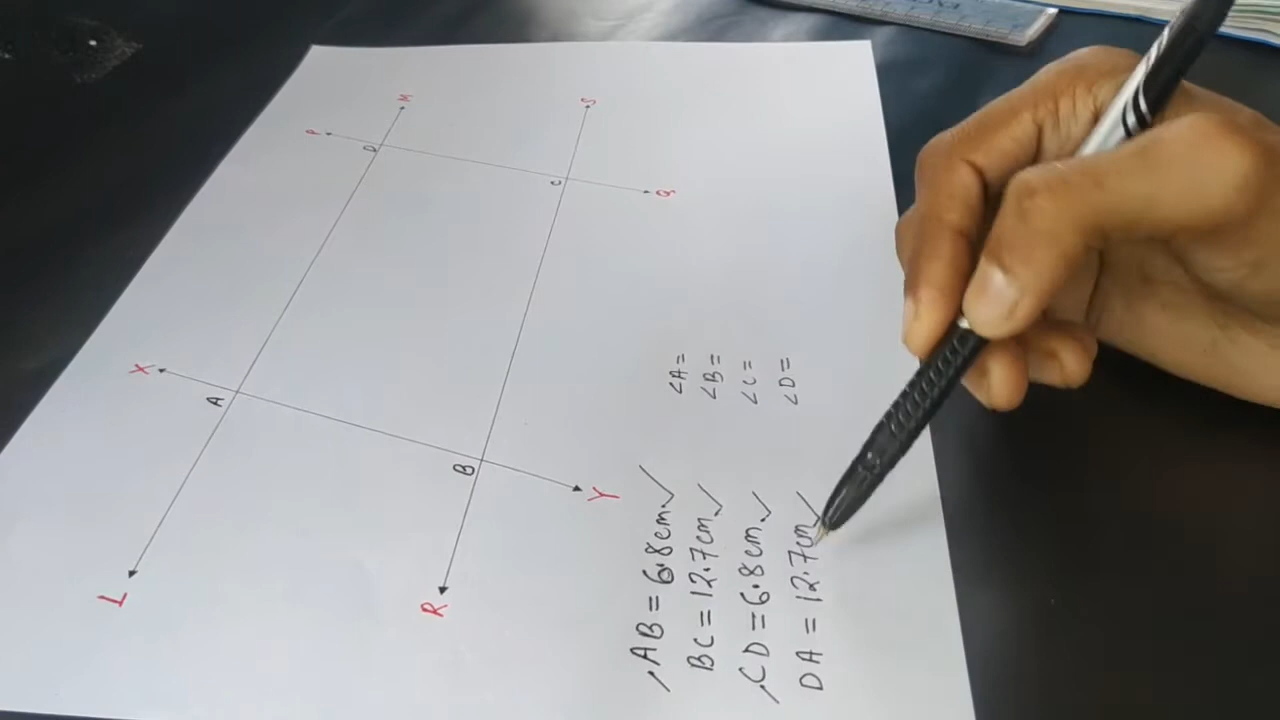 P
M
S
D
C
Q
X
A
B
Y
L
R
AB = 6.8cm ✓
BC = 12.7cm ✓
CD = 6.8cm ✓
DA = 12.7cm ✓
∠A =
∠B =
∠C =
∠D =